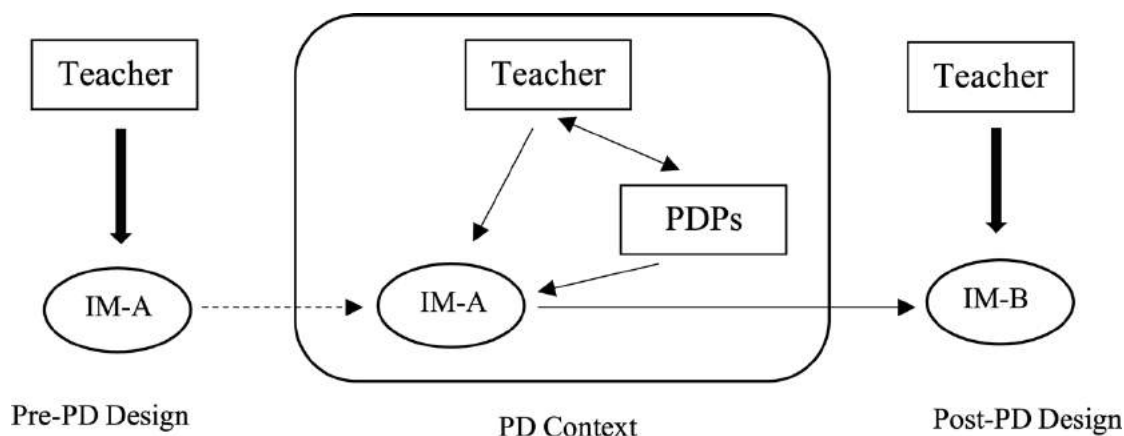 Teacher
Teacher
Teacher
PDPs
IM-A
IM-A
IM-B
Pre-PD Design
PD Context
Post-PD Design